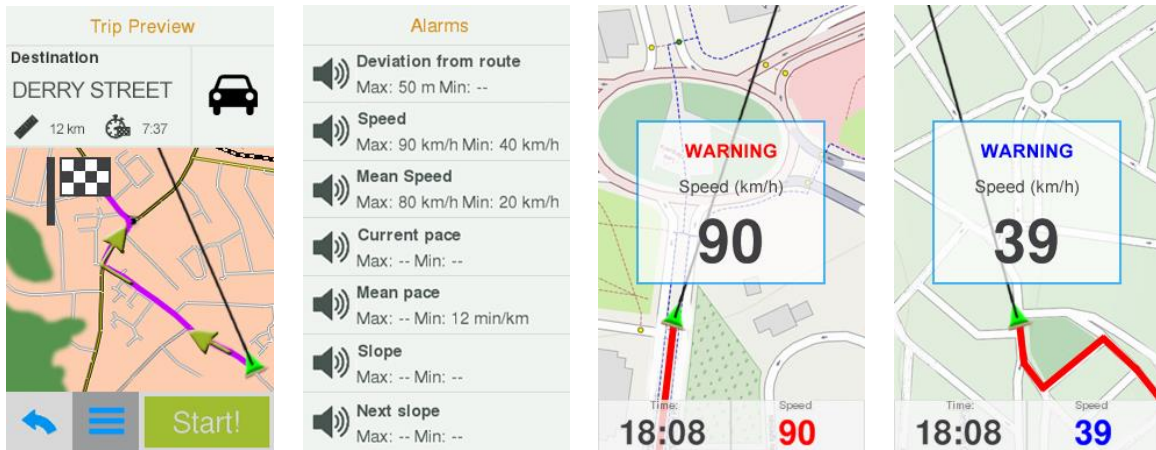 Trip Preview
Destination
DERRY STREET
12 km 7:37
Start!
Alarms
Deviation from route
Max: 50 m Min: --
Speed
Max: 90 km/h Min: 40 km/h
Mean Speed
Max: 80 km/h Min: 20 km/h
Current pace
Max: -- Min: --
Mean pace
Max: -- Min: 12 min/km
Slope
Max: -- Min: --
Next slope
Max: -- Min: --
WARNING
Speed (km/h)
90
Time: Speed
18:08 90
WARNING
Speed (km/h)
39
Time: Speed
18:08 39